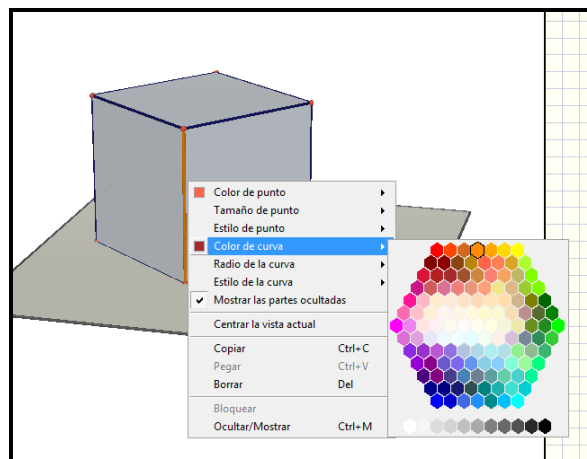 Color de punto
Tamaño de punto
Estilo de punto
Color de curva
Radio de la curva
Estilo de la curva
Mostrar las partes ocultadas
Centrar la vista actual
Copiar Ctrl+C
Pegar Ctrl+V
Borrar Del
Bloquear
Ocultar/Mostrar Ctrl+M